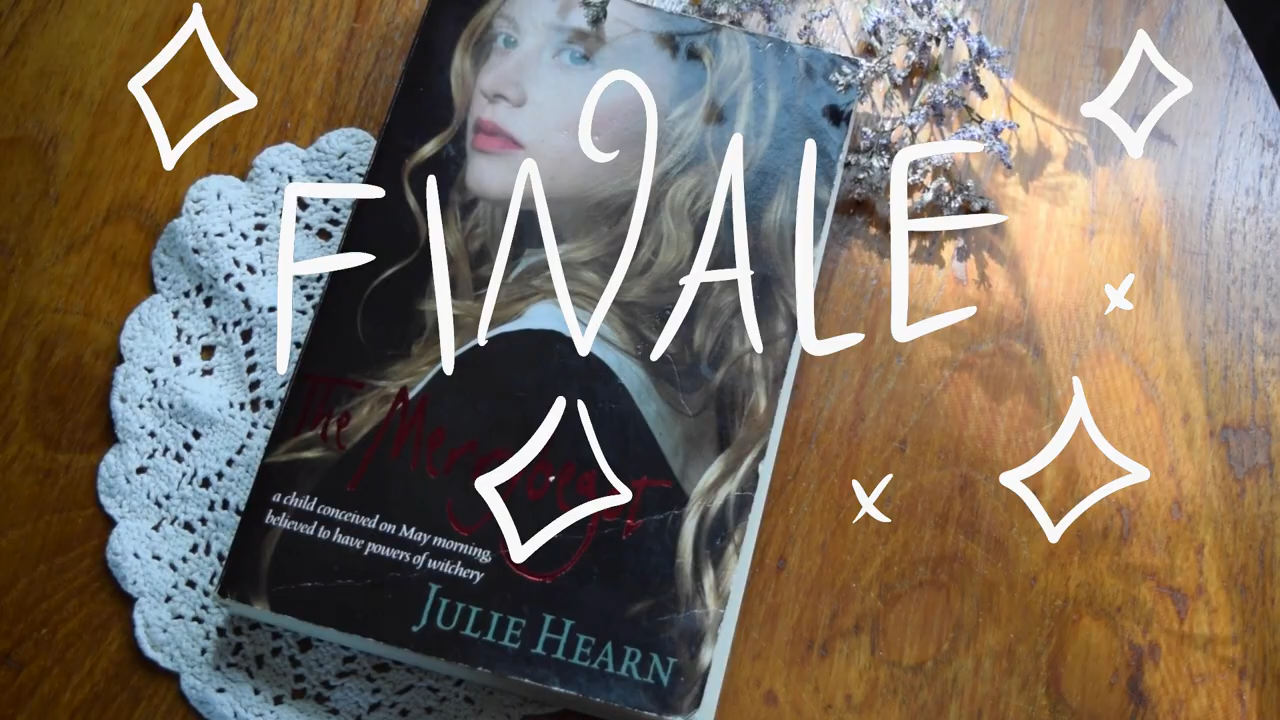 FINALE
The Merrybegot
a child conceived on May morning,
believed to have powers of witchery
JULIE HEARN
x
x